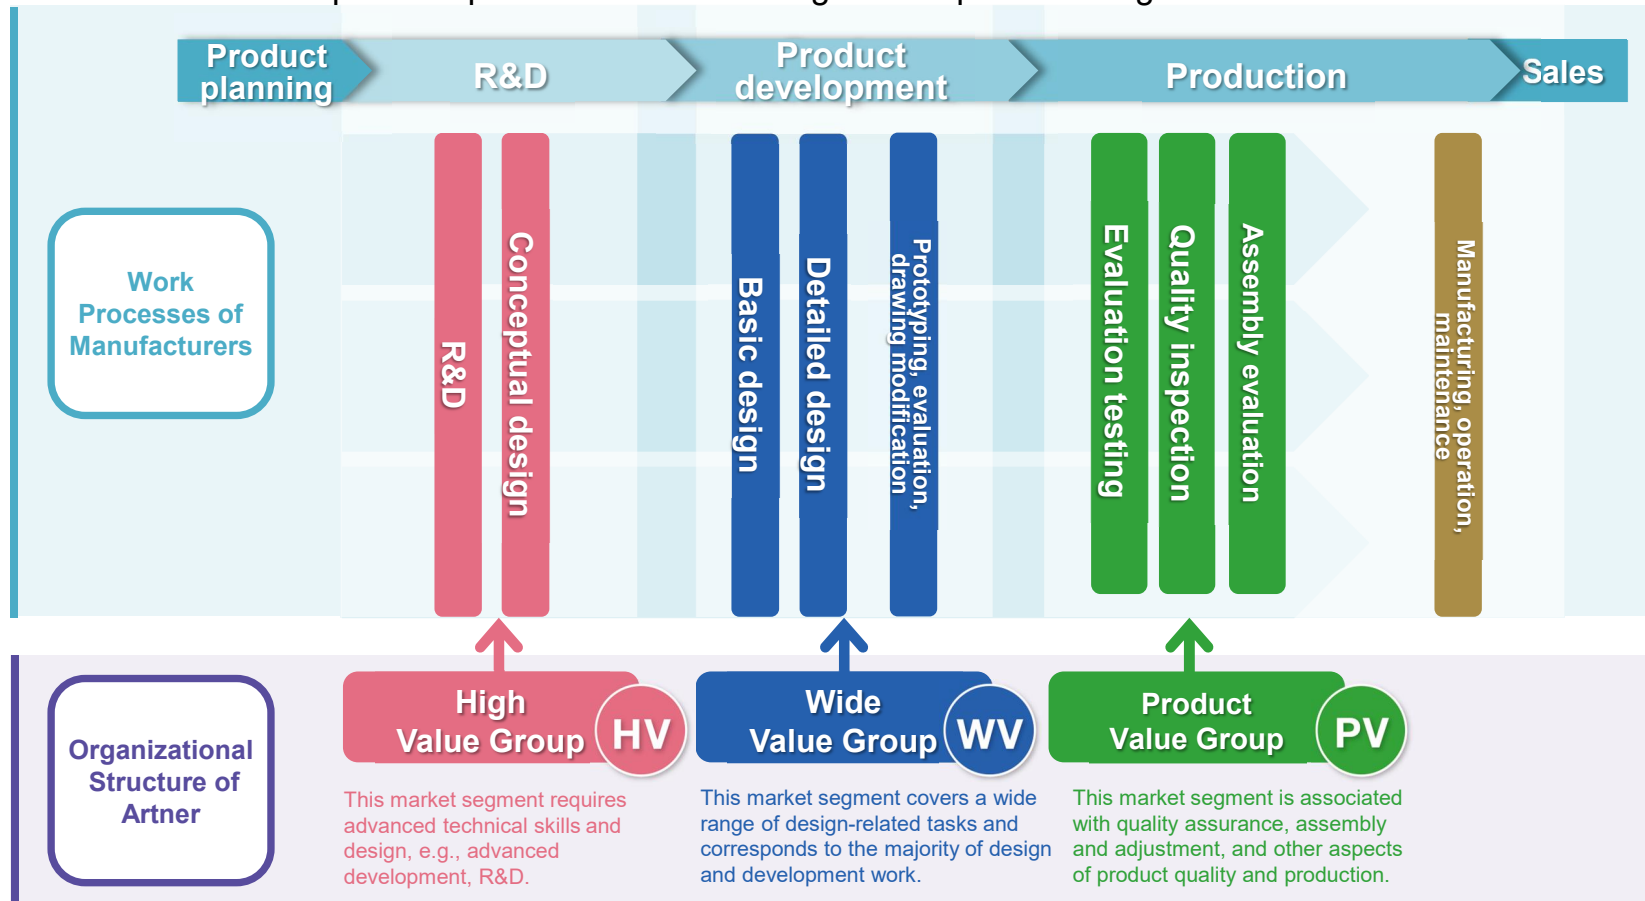 Product
planning
R&D
Product
development
Production
Sales
Work
Processes of
Manufacturers
R&D
Conceptual design
Basic design
Detailed design
Prototyping, evaluation,
drawing modification
Evaluation testing
Quality inspection
Assembly evaluation
Manufacturing, operation,
maintenance
Organizational
Structure of
Artner
High
Value Group
HV
This market segment requires
advanced technical skills and
design, e.g., advanced
development, R&D.
Wide
Value Group
WV
This market segment covers a wide
range of design-related tasks and
corresponds to the majority of design
and development work.
Product
Value Group
PV
This market segment is associated
with quality assurance, assembly
and adjustment, and other aspects
of product quality and production.